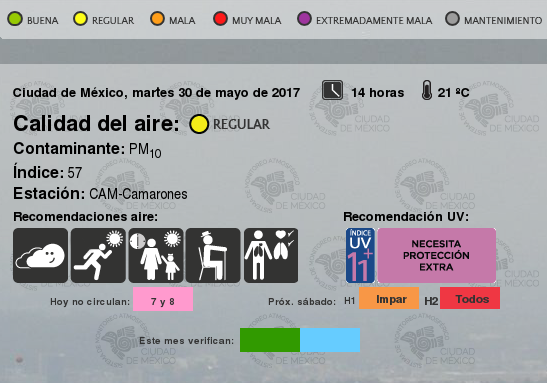 BUENA REGULAR MALA MUY MALA EXTREMADAMENTE MALA MANTENIMIENTO
Ciudad de México, martes 30 de mayo de 2017 14 horas 21 ºC
Calidad del aire: REGULAR
Contaminante: PM10
Índice: 57
Estación: CAM-Camarones
Recomendaciones aire: Recomendación UV:
ÍNDICE UV 11+ NECESITA PROTECCIÓN EXTRA
Hoy no circulan: 7 y 8 Próx. sábado: H1 Impar H2 Todos
Este mes verifican: